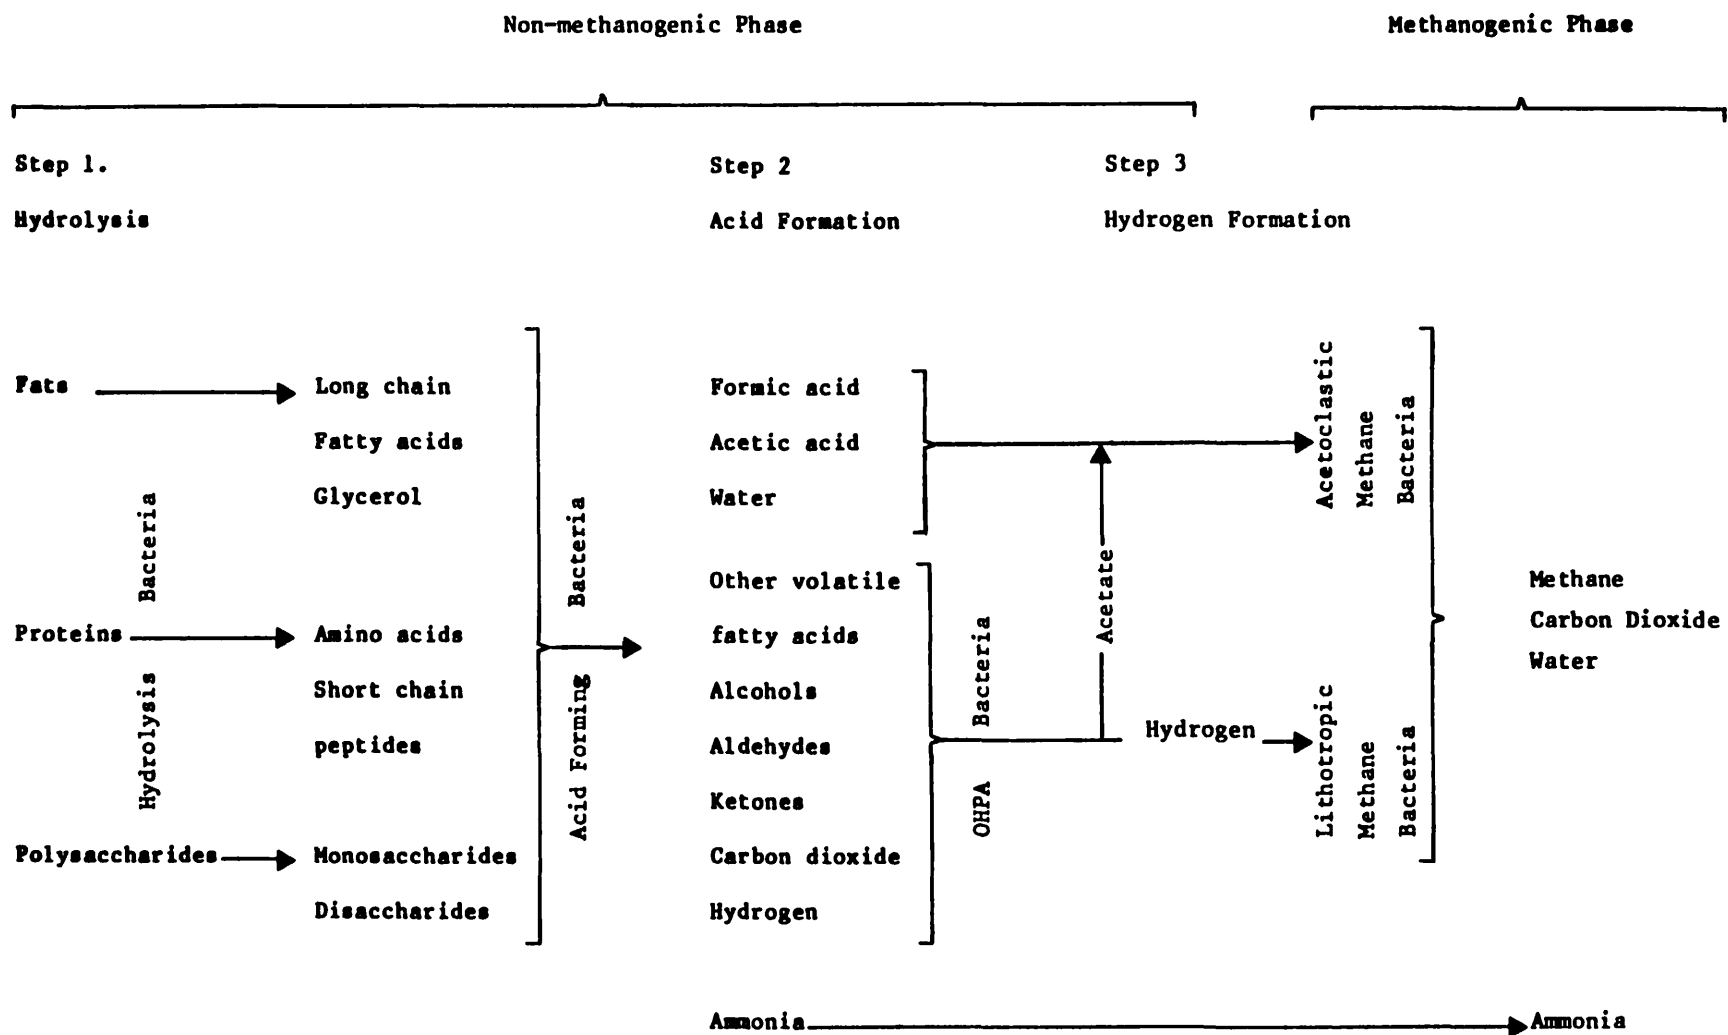 Non-methanogenic Phase
Methanogenic Phase
Step 1.
Hydrolysis
Step 2
Acid Formation
Step 3
Hydrogen Formation
Fats
Long chain
Fatty acids
Glycerol
Proteins
Amino acids
Short chain
peptides
Polysaccharides
Monosaccharides
Disaccharides
Hydrolysis Bacteria
Acid Forming Bacteria
Formic acid
Acetic acid
Water
Other volatile
fatty acids
Alcohols
Aldehydes
Ketones
Carbon dioxide
Hydrogen
OHPA Bacteria
Acetate
Hydrogen
Acetoclastic
Methane
Bacteria
Lithotropic
Methane
Bacteria
Methane
Carbon Dioxide
Water
Ammonia
Ammonia